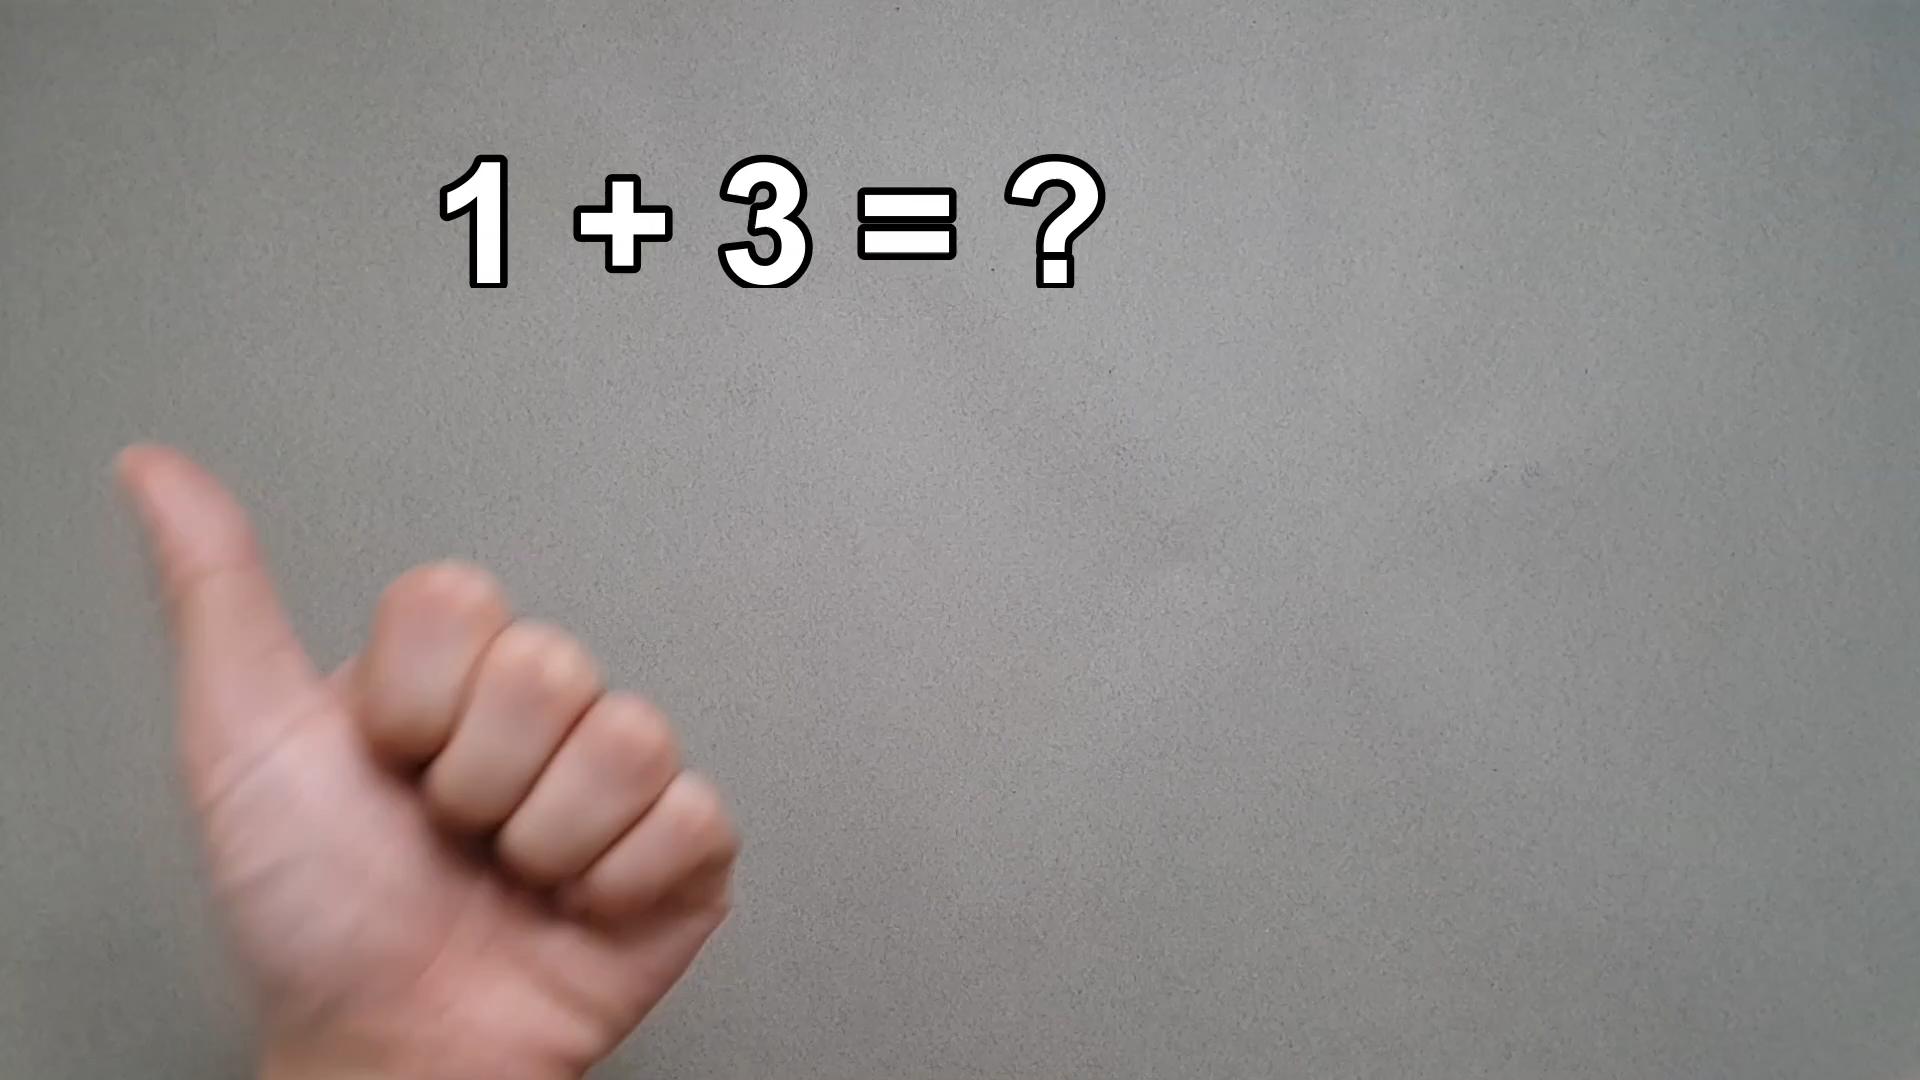 1 + 3 = ?